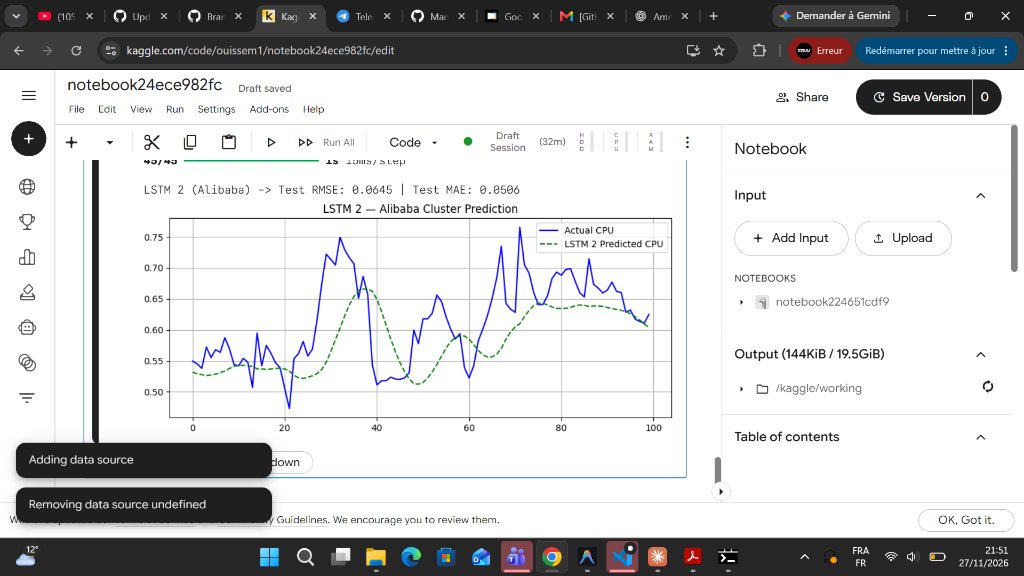 (105
Upd
Brar
Kag
Tele
Mar
Goo
[Git
Ame
Demander à Gemini
kaggle.com/code/ouissem1/notebook24ece982fc/edit
Erreur
Redémarrer pour mettre à jour
notebook24ece982fc
Draft saved
File Edit View Run Settings Add-ons Help
Share
Save Version
0
Run All
Code
Draft Session
(32m)
HDD
CPU
RAM
45/45 1s 15ms/step
LSTM 2 (Alibaba) -> Test RMSE: 0.0645 | Test MAE: 0.0506
LSTM 2 — Alibaba Cluster Prediction
Actual CPU
LSTM 2 Predicted CPU
0.75
0.70
0.65
0.60
0.55
0.50
0 20 40 60 80 100
down
Notebook
Input
+ Add Input
Upload
NOTEBOOKS
notebook224651cdf9
Output (144KiB / 19.5GiB)
/kaggle/working
Table of contents
Adding data source
Removing data source undefined
Guidelines. We encourage you to review them.
OK, Got it.
12°
FRA
FR
21:51
27/11/2026